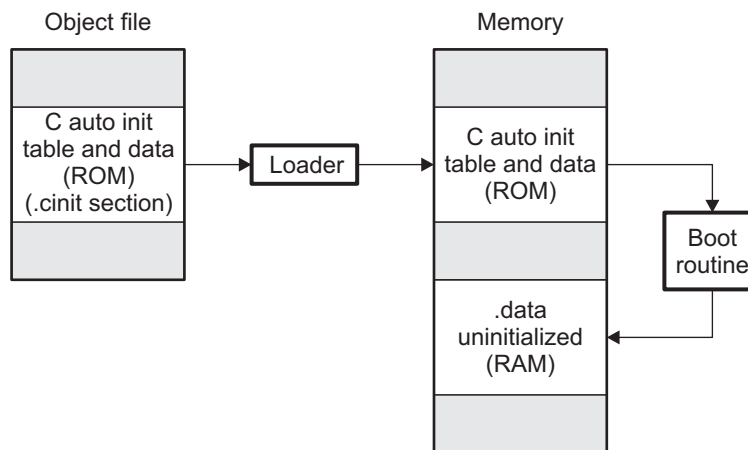 Object file
Memory
C auto init
table and data
(ROM)
(.cinit section)
Loader
C auto init
table and data
(ROM)
Boot
routine
.data
uninitialized
(RAM)